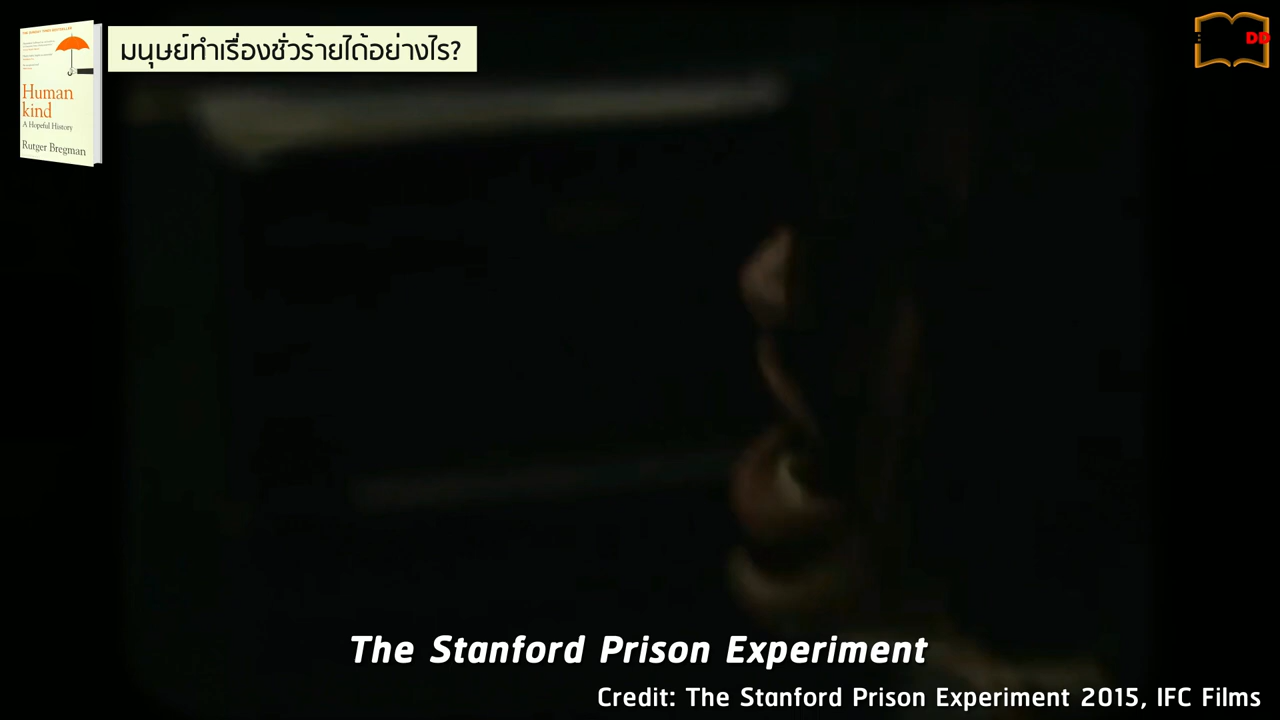 มนุษย์ทำเรื่องชั่วร้ายได้อย่างไร?
DD
Human
kind
A Hopeful History
Rutger Bregman
The Stanford Prison Experiment
Credit: The Stanford Prison Experiment 2015, IFC Films